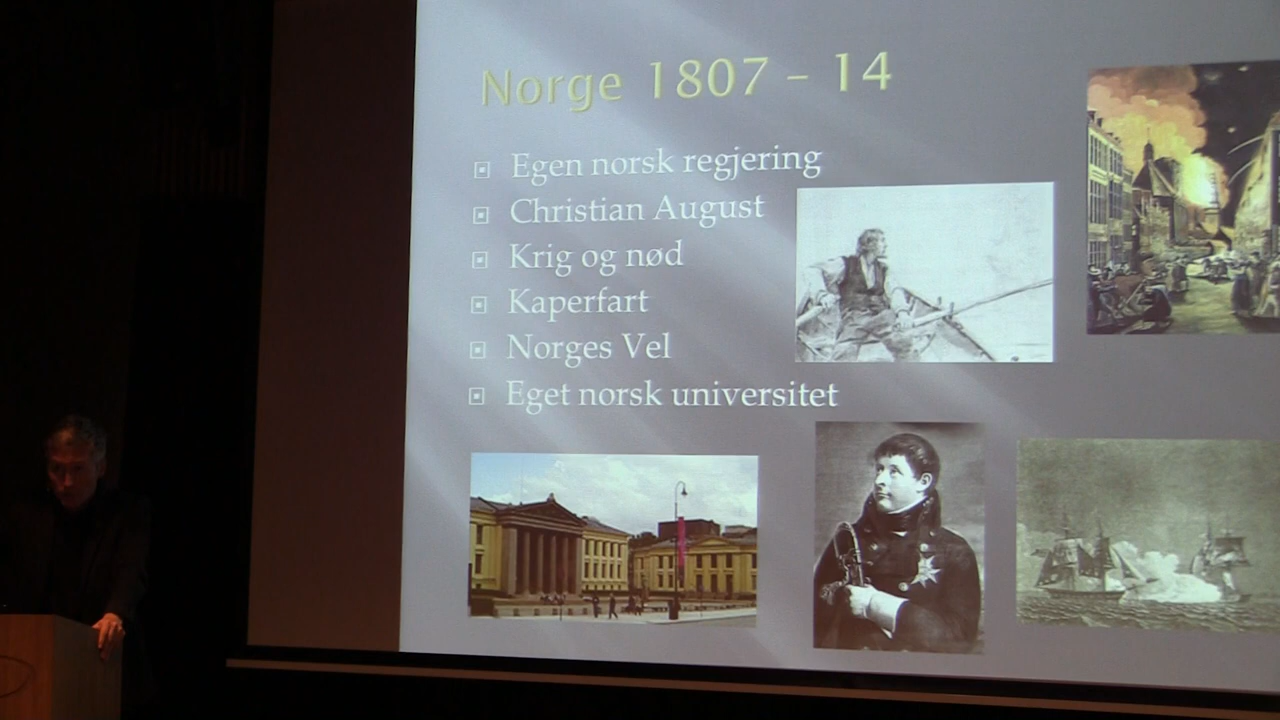 Norge 1807 – 14
Egen norsk regjering
Christian August
Krig og nød
Kaperfart
Norges Vel
Eget norsk universitet